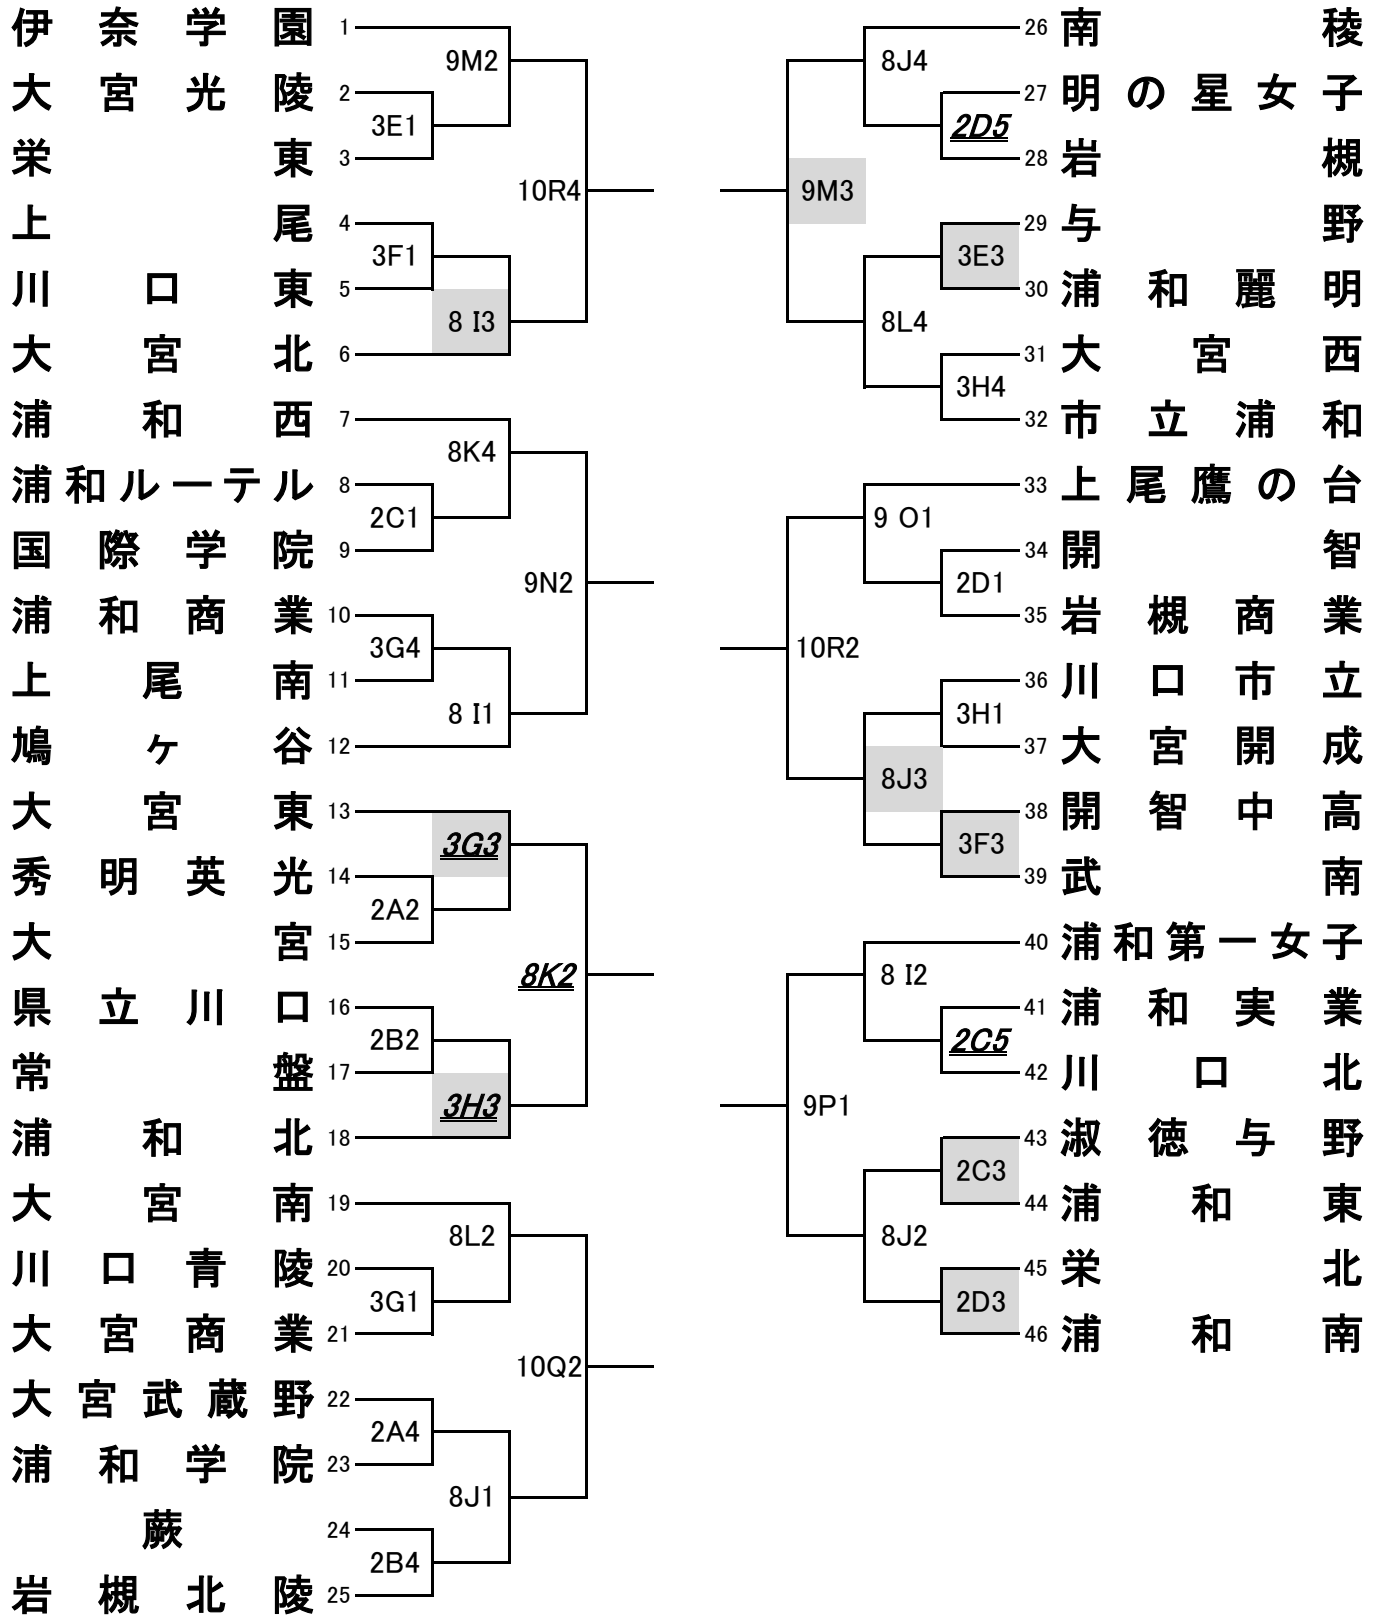 伊奈学園 1
9M2
大宮光陵 2
3E1
栄東 3
10R4
上尾 4
3F1
川口東 5
8 I3
大宮北 6
浦和西 7
8K4
浦和ルーテル 8
2C1
国際学院 9
9N2
浦和商業 10
3G4
上尾南 11
8 I1
鳩ヶ谷 12
大宮東 13
3G3
秀明英光 14
2A2
大宮 15
8K2
県立川口 16
2B2
常盤 17
3H3
浦和北 18
大宮南 19
8L2
川口青陵 20
3G1
大宮商業 21
10Q2
大宮武蔵野 22
2A4
浦和学院 23
8J1
蕨 24
2B4
岩槻北陵 25
26 南稜
8J4
27 明の星女子
2D5
28 岩槻
9M3
29 与野
3E3
30 浦和麗明
8L4
31 大宮西
3H4
32 市立浦和
33 上尾鷹の台
9 O1
34 開智
2D1
35 岩槻商業
10R2
36 川口市立
3H1
37 大宮開成
8J3
38 開智中高
3F3
39 武南
40 浦和第一女子
8 I2
41 浦和実業
2C5
42 川口北
9P1
43 淑徳与野
2C3
44 浦和東
8J2
45 栄北
2D3
46 浦和南